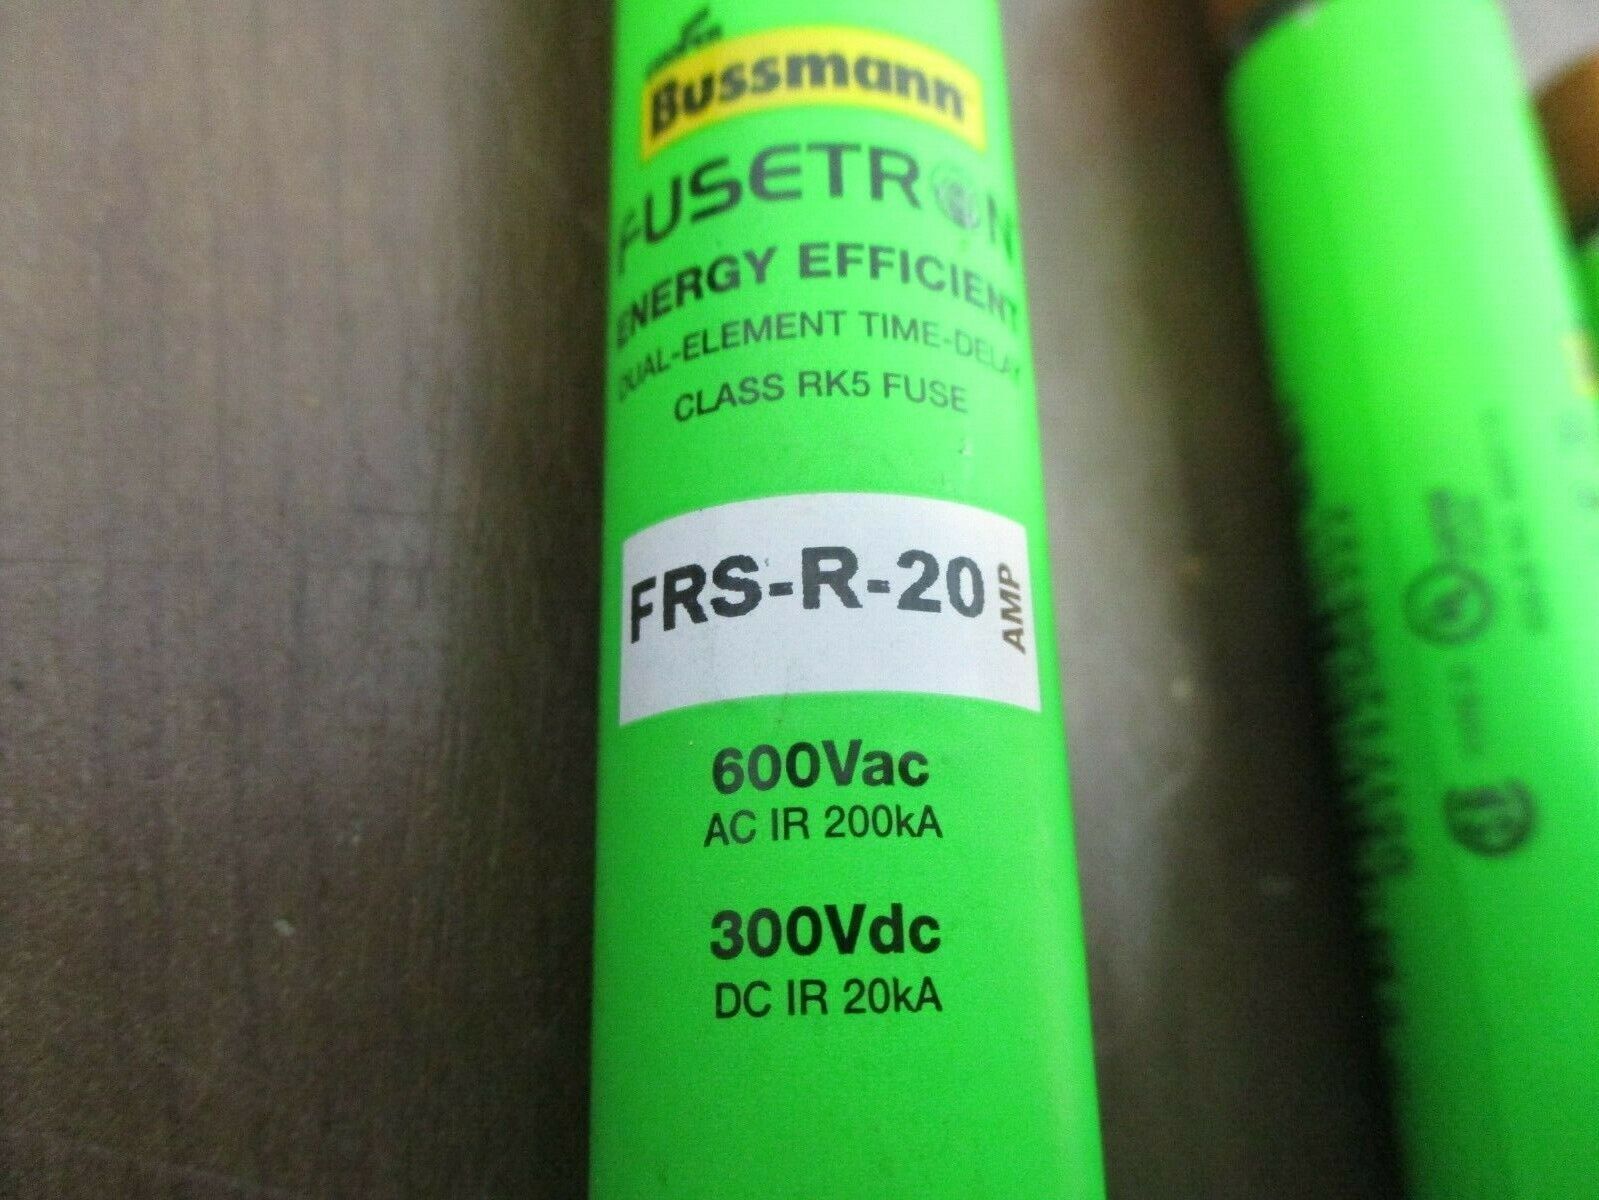 Bussmann
FUSETRON
ENERGY EFFICIENT
DUAL-ELEMENT TIME-DELAY
CLASS RK5 FUSE
FRS-R-20
AMP
600Vac
AC IR 200kA
300Vdc
DC IR 20kA